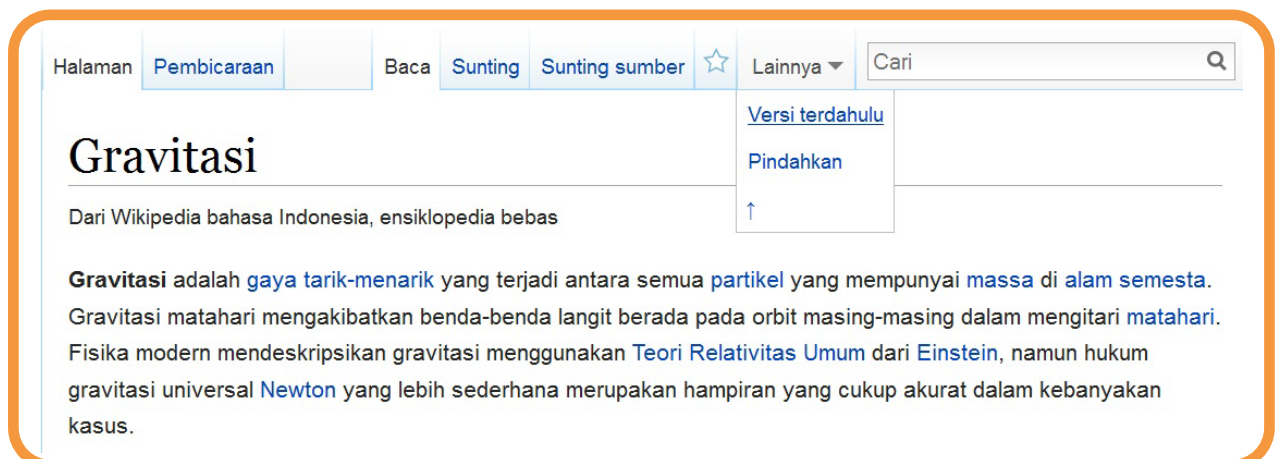 Halaman Pembicaraan Baca Sunting Sunting sumber Lainnya Cari
Versi terdahulu
Pindahkan
↑
Gravitasi
Dari Wikipedia bahasa Indonesia, ensiklopedia bebas
Gravitasi adalah gaya tarik-menarik yang terjadi antara semua partikel yang mempunyai massa di alam semesta.
Gravitasi matahari mengakibatkan benda-benda langit berada pada orbit masing-masing dalam mengitari matahari.
Fisika modern mendeskripsikan gravitasi menggunakan Teori Relativitas Umum dari Einstein, namun hukum
gravitasi universal Newton yang lebih sederhana merupakan hampiran yang cukup akurat dalam kebanyakan
kasus.